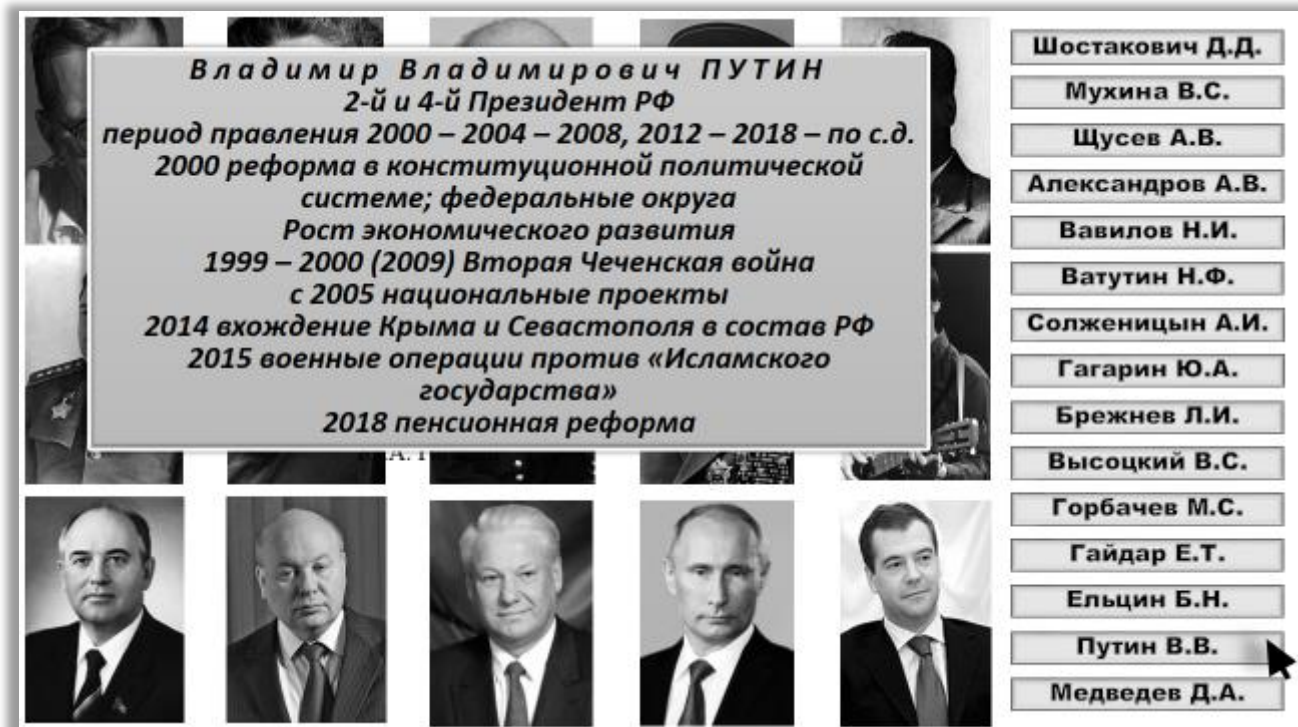 Владимир Владимирович ПУТИН
2-й и 4-й Президент РФ
период правления 2000 – 2004 – 2008, 2012 – 2018 – по с.д.
2000 реформа в конституционной политической
системе; федеральные округа
Рост экономического развития
1999 – 2000 (2009) Вторая Чеченская война
с 2005 национальные проекты
2014 вхождение Крыма и Севастополя в состав РФ
2015 военные операции против «Исламского
государства»
2018 пенсионная реформа
Шостакович Д.Д.
Мухина В.С.
Щусев А.В.
Александров А.В.
Вавилов Н.И.
Ватутин Н.Ф.
Солженицын А.И.
Гагарин Ю.А.
Брежнев Л.И.
Высоцкий В.С.
Горбачев М.С.
Гайдар Е.Т.
Ельцин Б.Н.
Путин В.В.
Медведев Д.А.